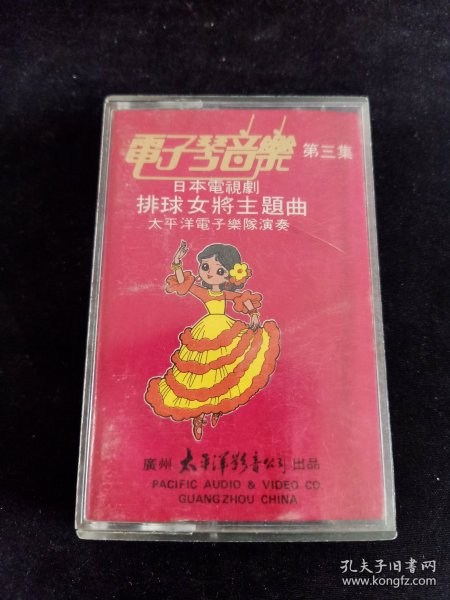 電子琴音樂 第三集
日本電視劇
排球女將主題曲
太平洋電子樂隊演奏
廣州 太平洋影音公司 出品
PACIFIC AUDIO & VIDEO CO.
GUANGZHOU CHINA
孔夫子旧书网
www.kongfz.com